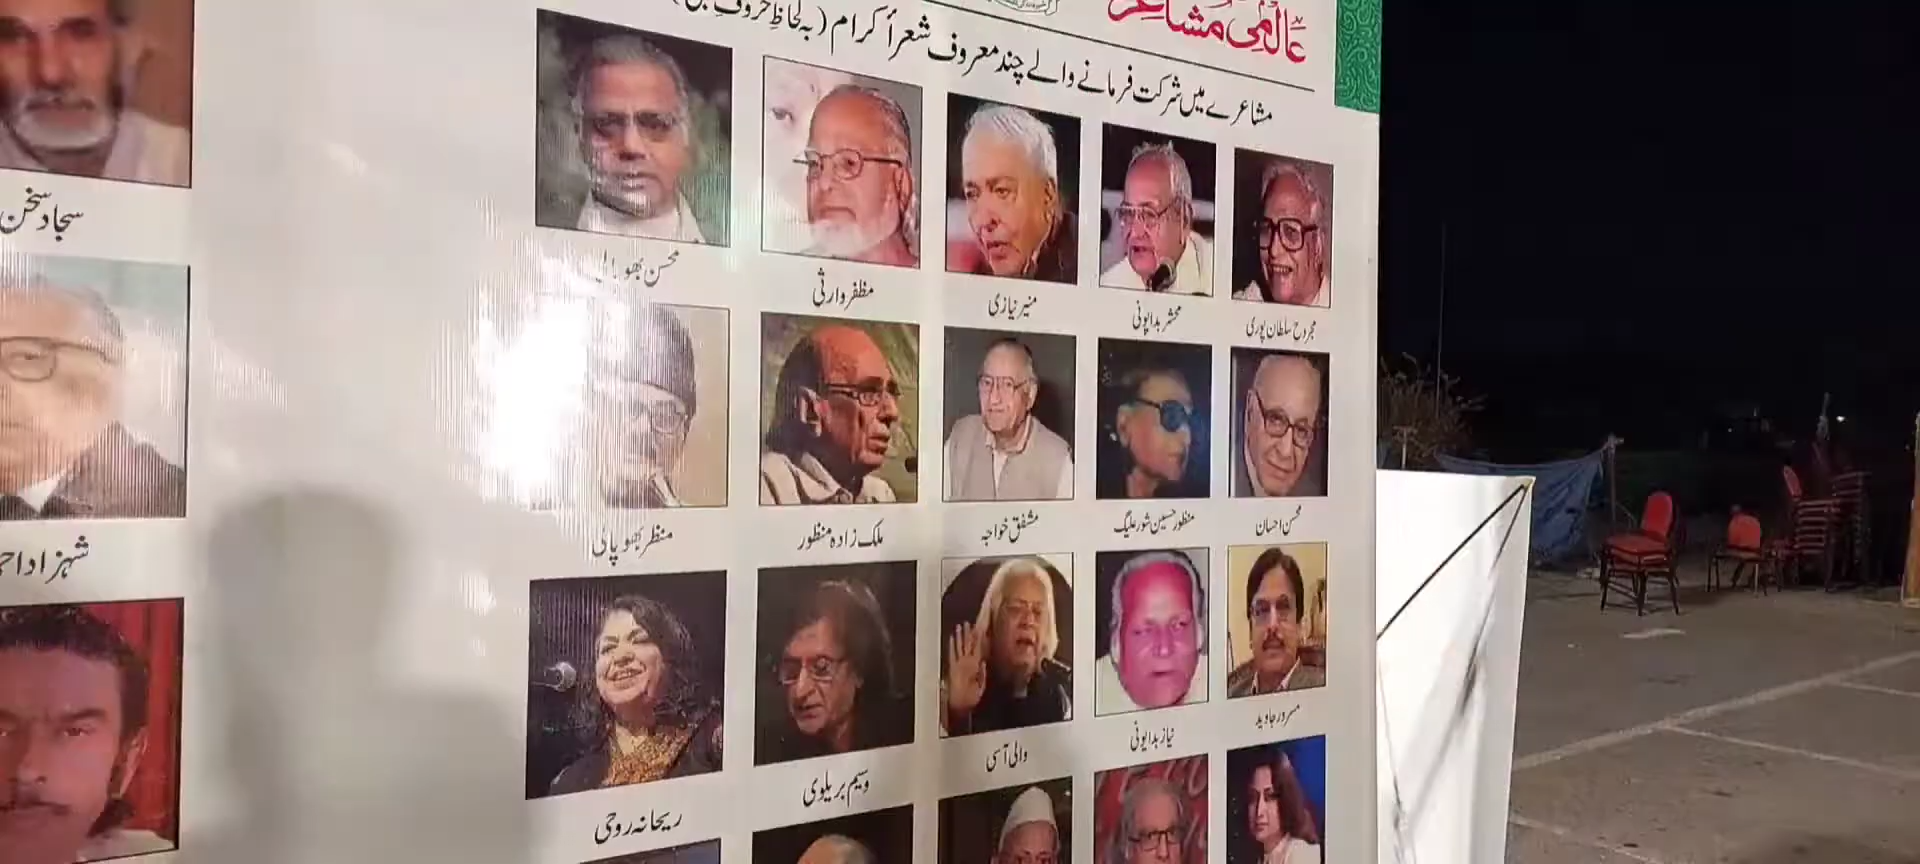 عالمی مشاعرہ
مشاعرے میں شرکت فرمانے والے چند معروف شعرأ کرام (بہ لحاظِ حروفِ
مجروح سلطان پوری
محشر بدایونی
منیر نیازی
مظفر وارثی
محسن بھوپالی
سجاد سخن
محسن احسان
منظور حسین شور علیگ
مشفق خواجہ
ملک زادہ منظور
منظر بھوپالی
شہزاد احم
مسرور جاوید
نیاز بدایونی
والی آسی
وسیم بریلوی
ریحانہ روحی